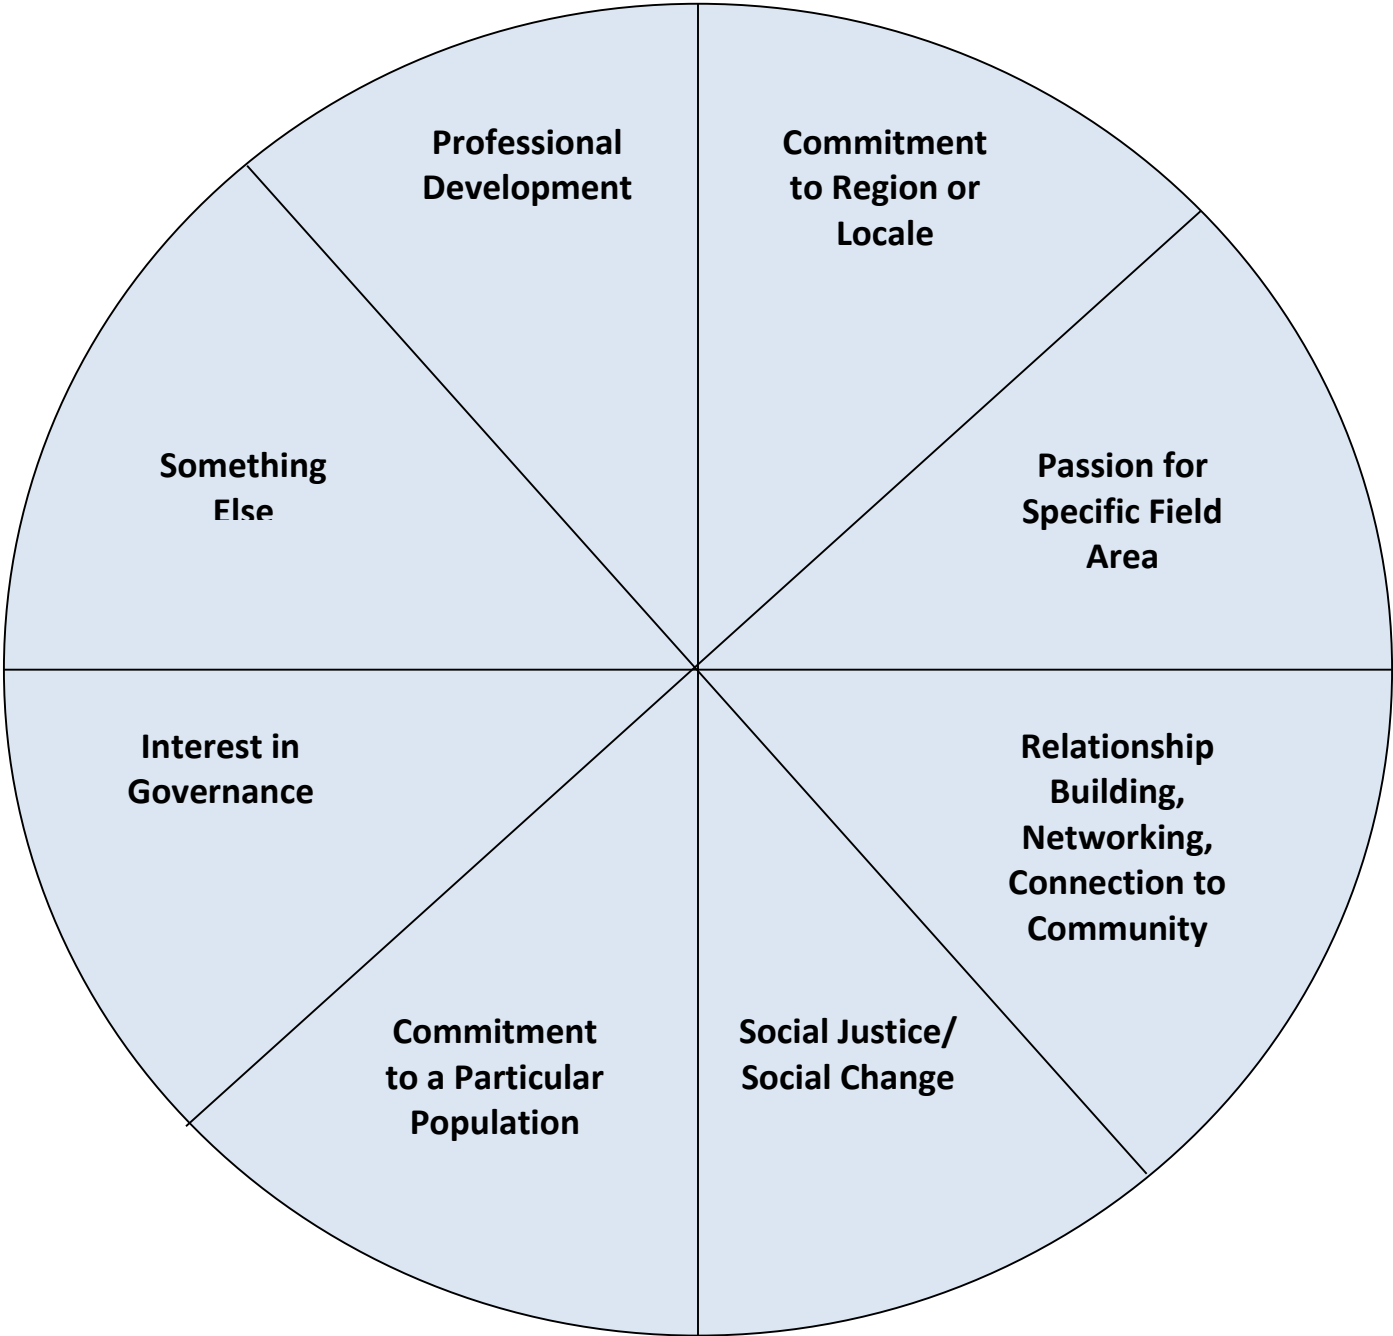 Professional
Development
Commitment
to Region or
Locale
Something
Else
Passion for
Specific Field
Area
Interest in
Governance
Relationship
Building,
Networking,
Connection to
Community
Commitment
to a Particular
Population
Social Justice/
Social Change